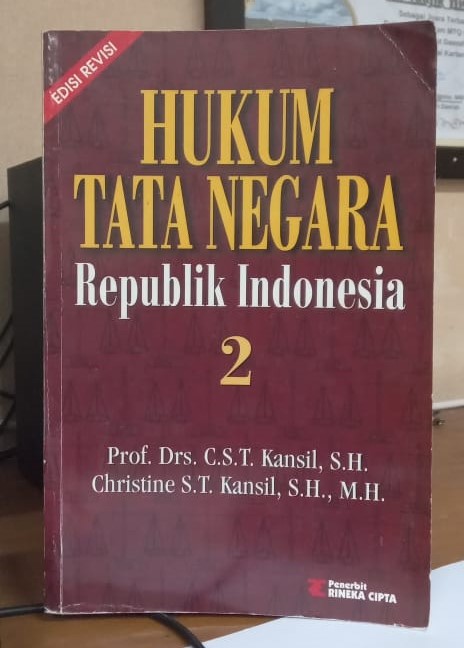 EDISI REVISI
HUKUM
TATA NEGARA
Republik Indonesia
2
Prof. Drs. C.S.T. Kansil, S.H.
Christine S.T. Kansil, S.H., M.H.
Penerbit
RINEKA CIPTA